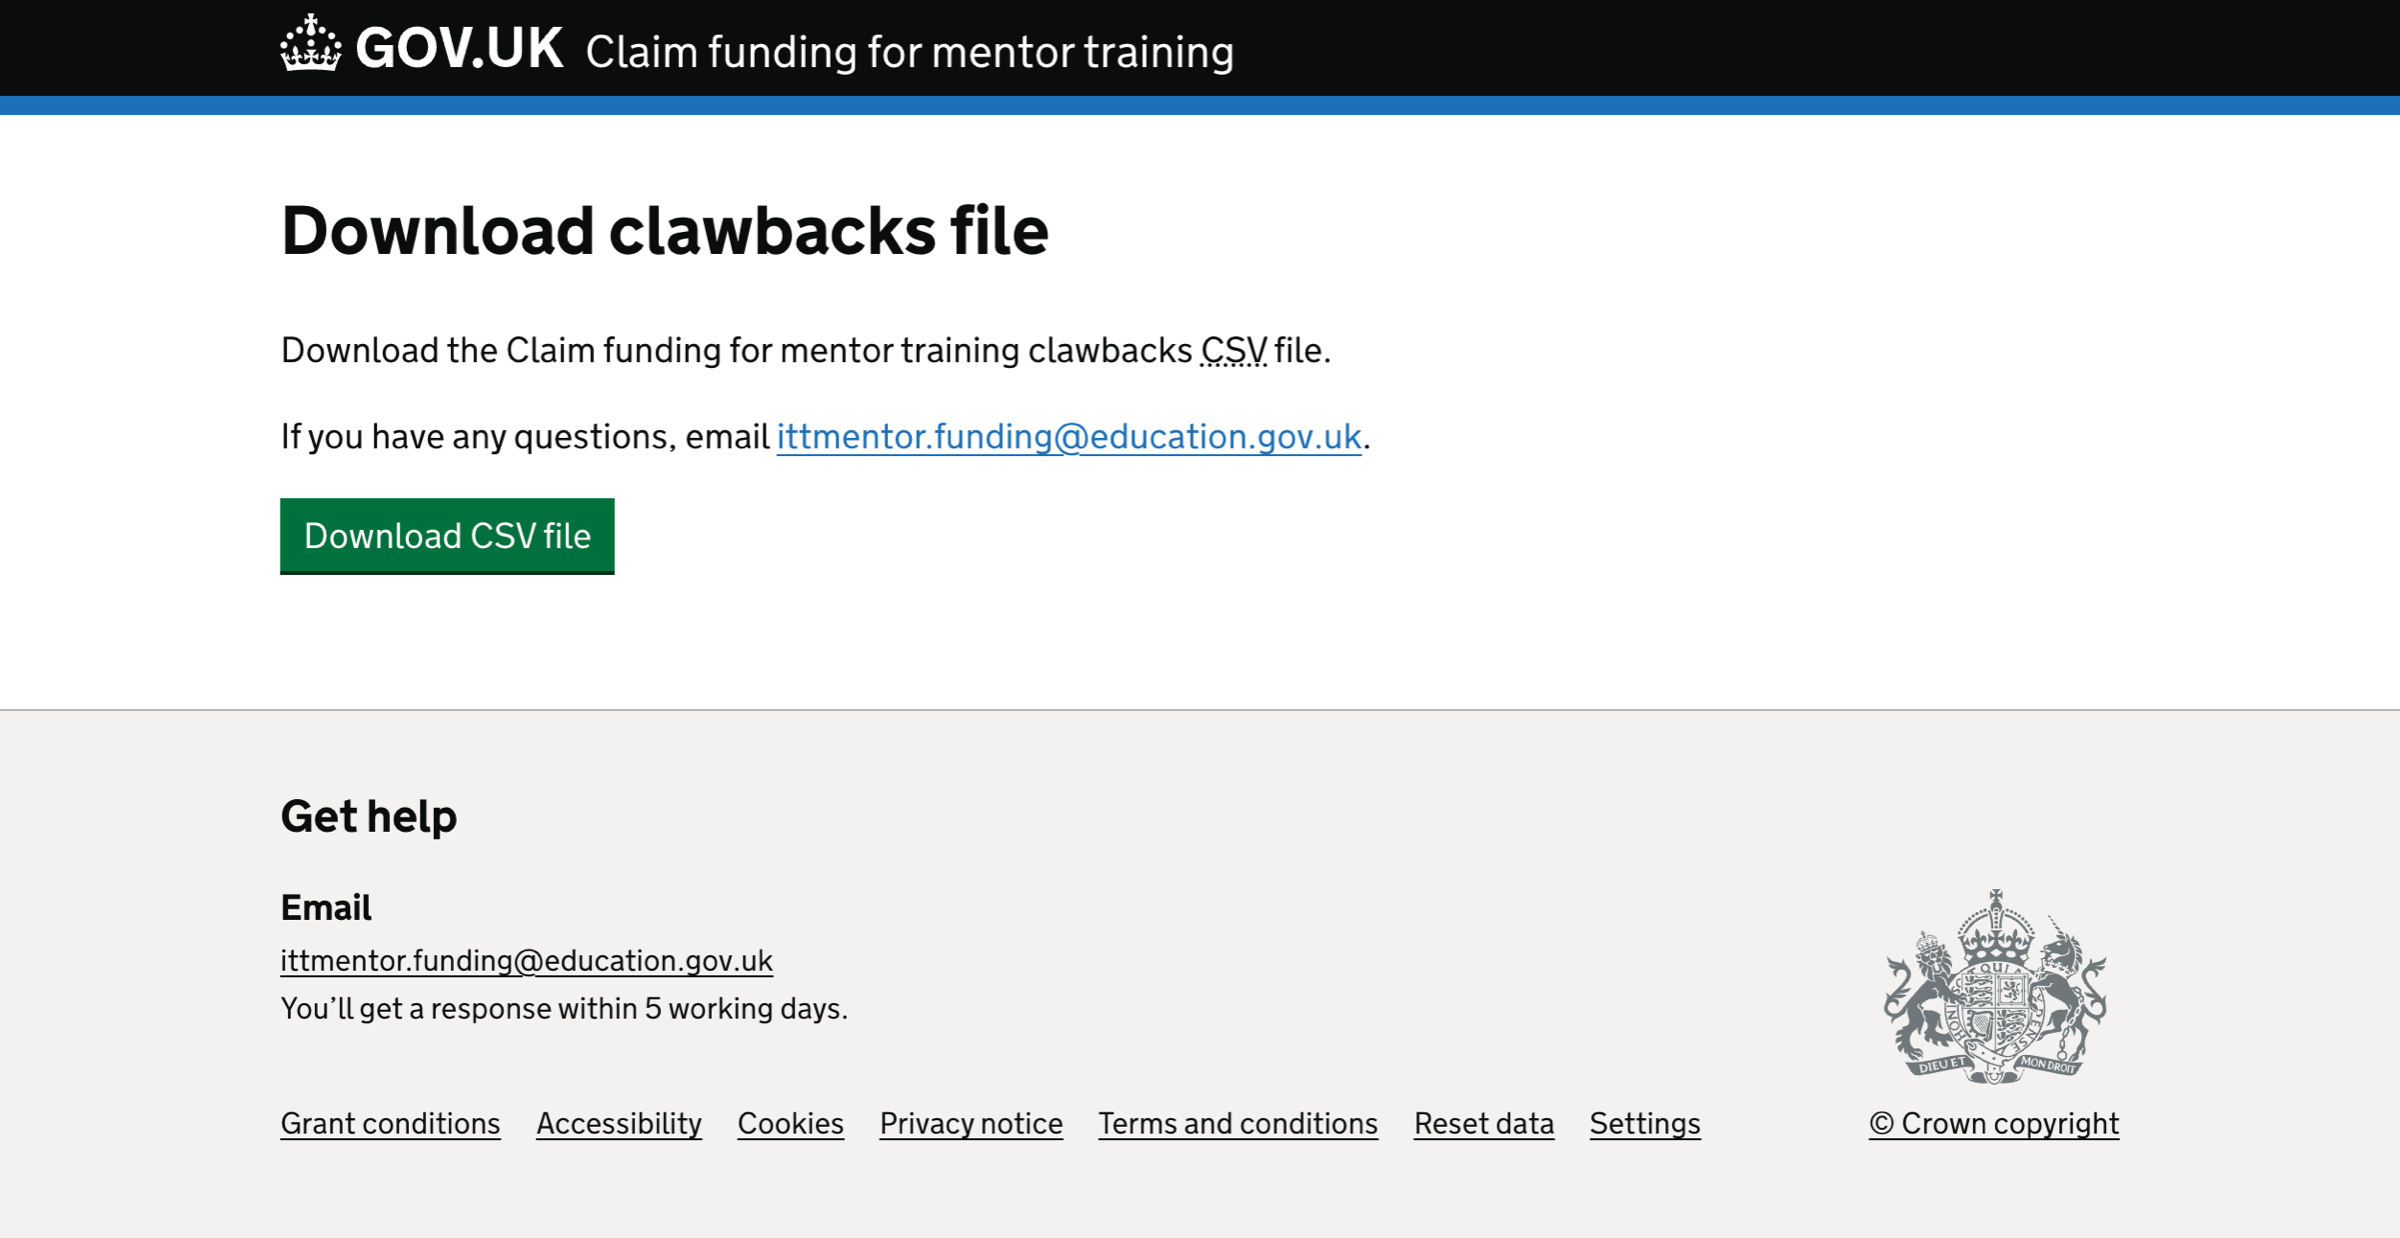 GOV.UK Claim funding for mentor training
Download clawbacks file
Download the Claim funding for mentor training clawbacks CSV file.
If you have any questions, email ittmentor.funding@education.gov.uk.
Download CSV file
Get help
Email
ittmentor.funding@education.gov.uk
You’ll get a response within 5 working days.
DIEU ET MON DROIT
Grant conditions Accessibility Cookies Privacy notice Terms and conditions Reset data Settings © Crown copyright